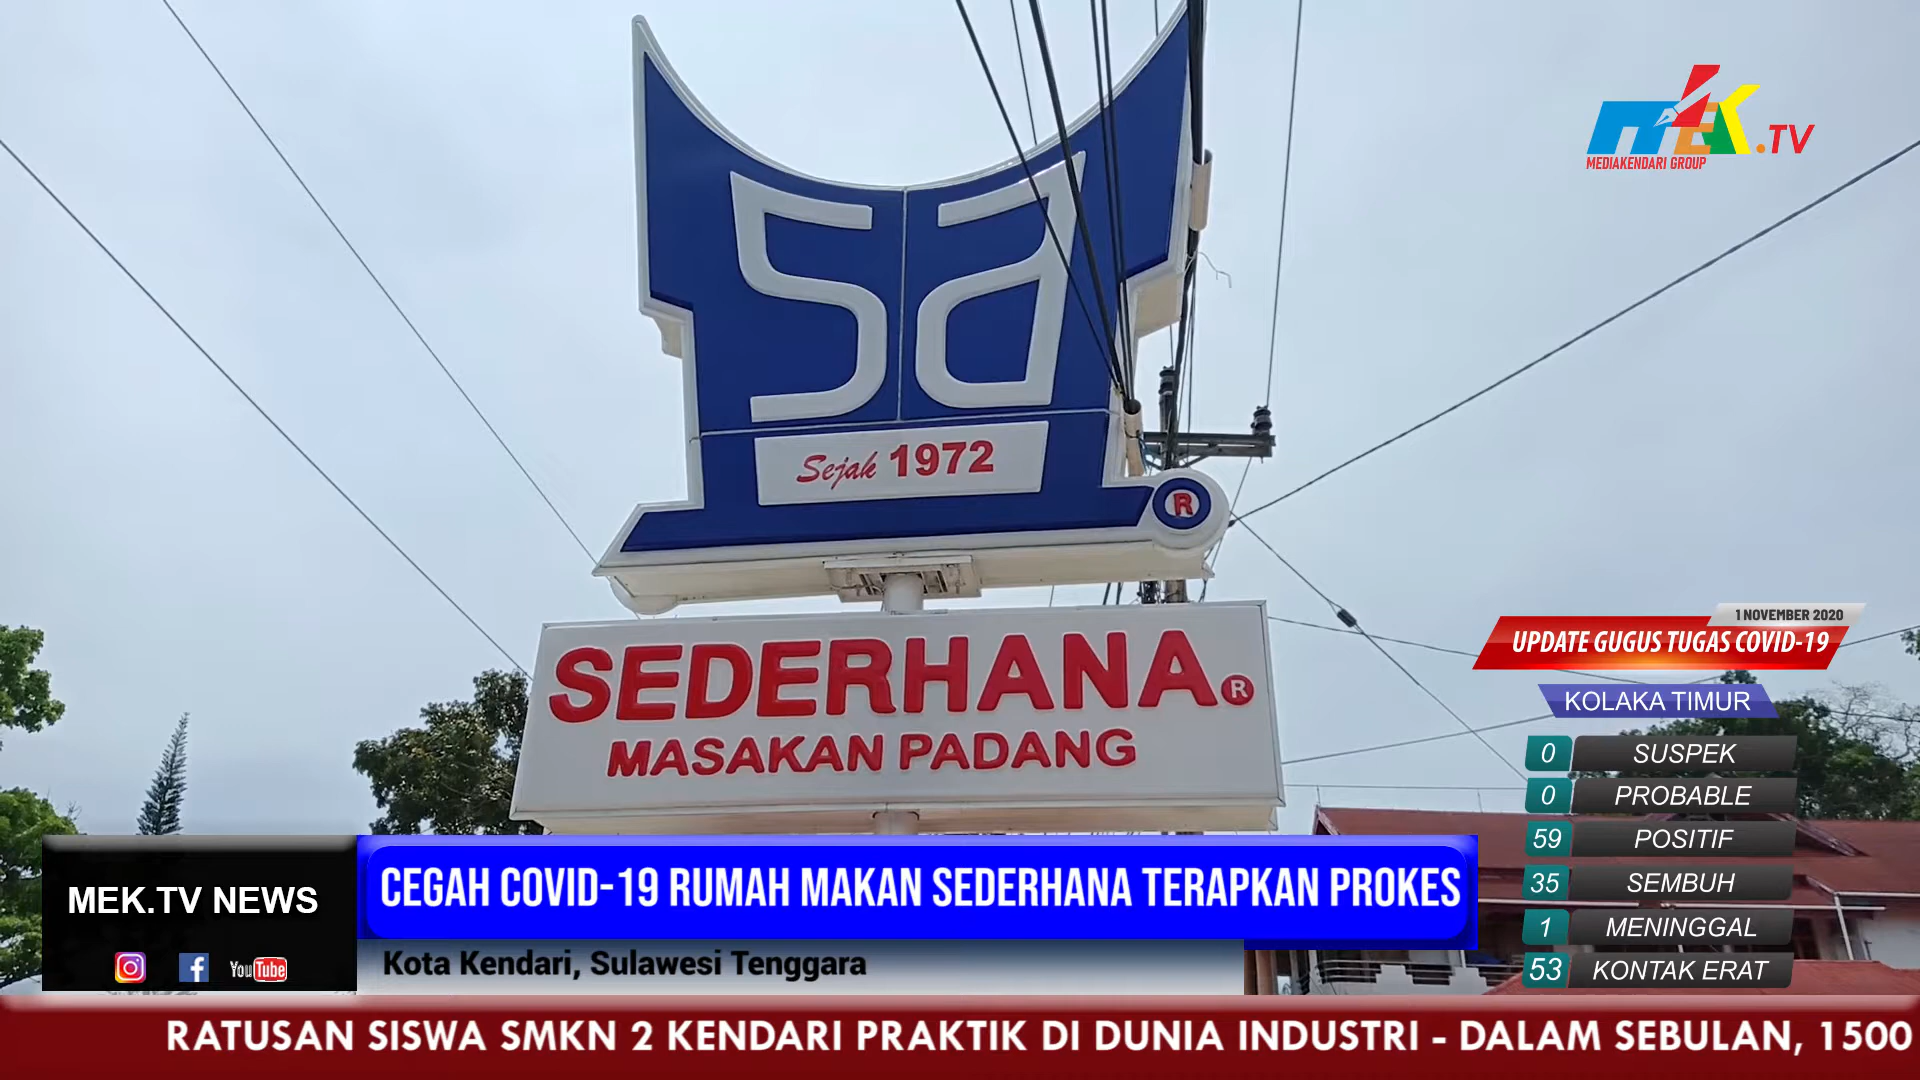 sa
Sejak 1972
R
SEDERHANA®
MASAKAN PADANG
MEK.TV
MEDIAKENDARI GROUP
1 NOVEMBER 2020
UPDATE GUGUS TUGAS COVID-19
KOLAKA TIMUR
0 SUSPEK
0 PROBABLE
59 POSITIF
35 SEMBUH
1 MENINGGAL
53 KONTAK ERAT
MEK.TV NEWS
YouTube
CEGAH COVID-19 RUMAH MAKAN SEDERHANA TERAPKAN PROKES
Kota Kendari, Sulawesi Tenggara
RATUSAN SISWA SMKN 2 KENDARI PRAKTIK DI DUNIA INDUSTRI - DALAM SEBULAN, 1500